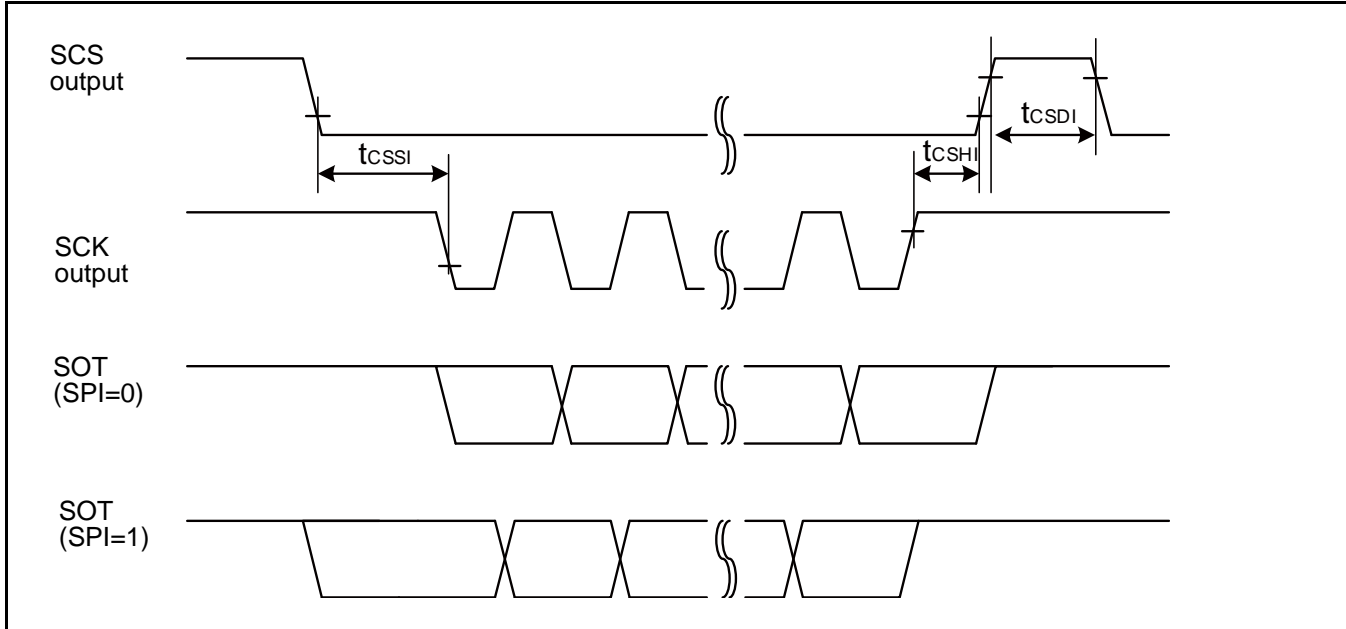 SCS
output
tCSSI
tCSHI
tCSDI
SCK
output
SOT
(SPI=0)
SOT
(SPI=1)